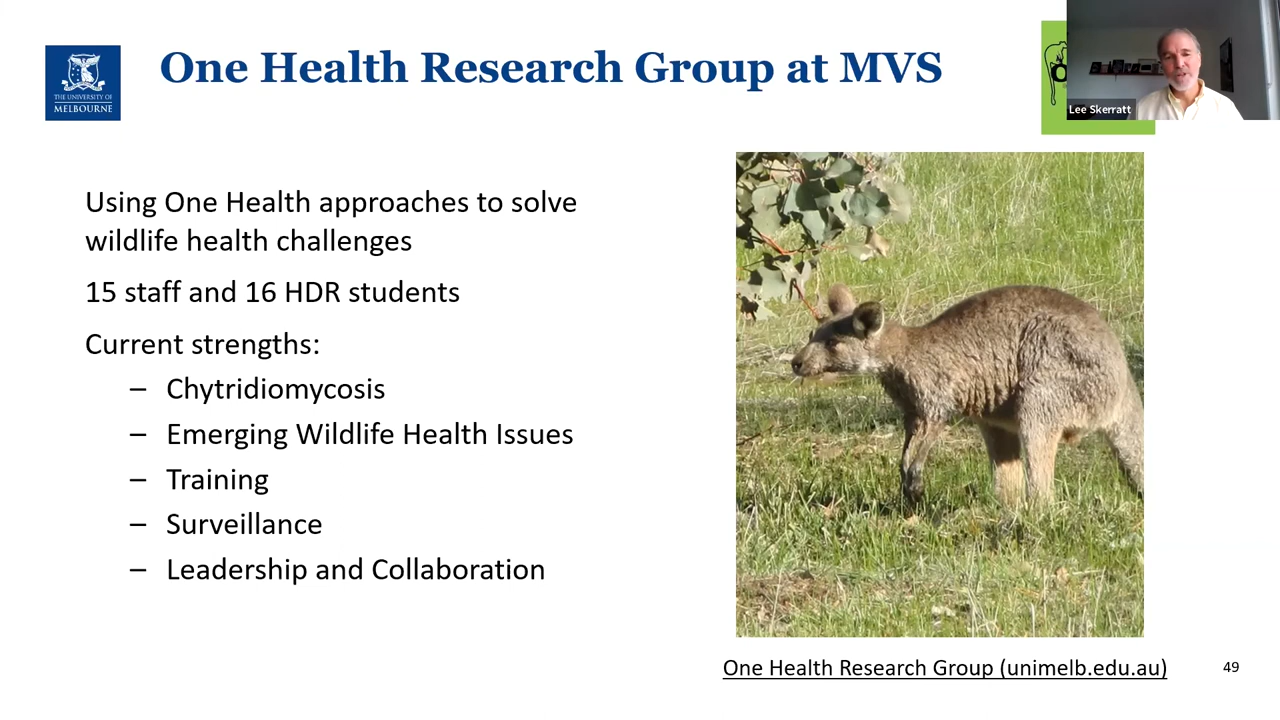 One Health Research Group at MVS
THE UNIVERSITY OF
MELBOURNE
Lee Skerratt
Using One Health approaches to solve
wildlife health challenges
15 staff and 16 HDR students
Current strengths:
– Chytridiomycosis
– Emerging Wildlife Health Issues
– Training
– Surveillance
– Leadership and Collaboration
One Health Research Group (unimelb.edu.au)
49